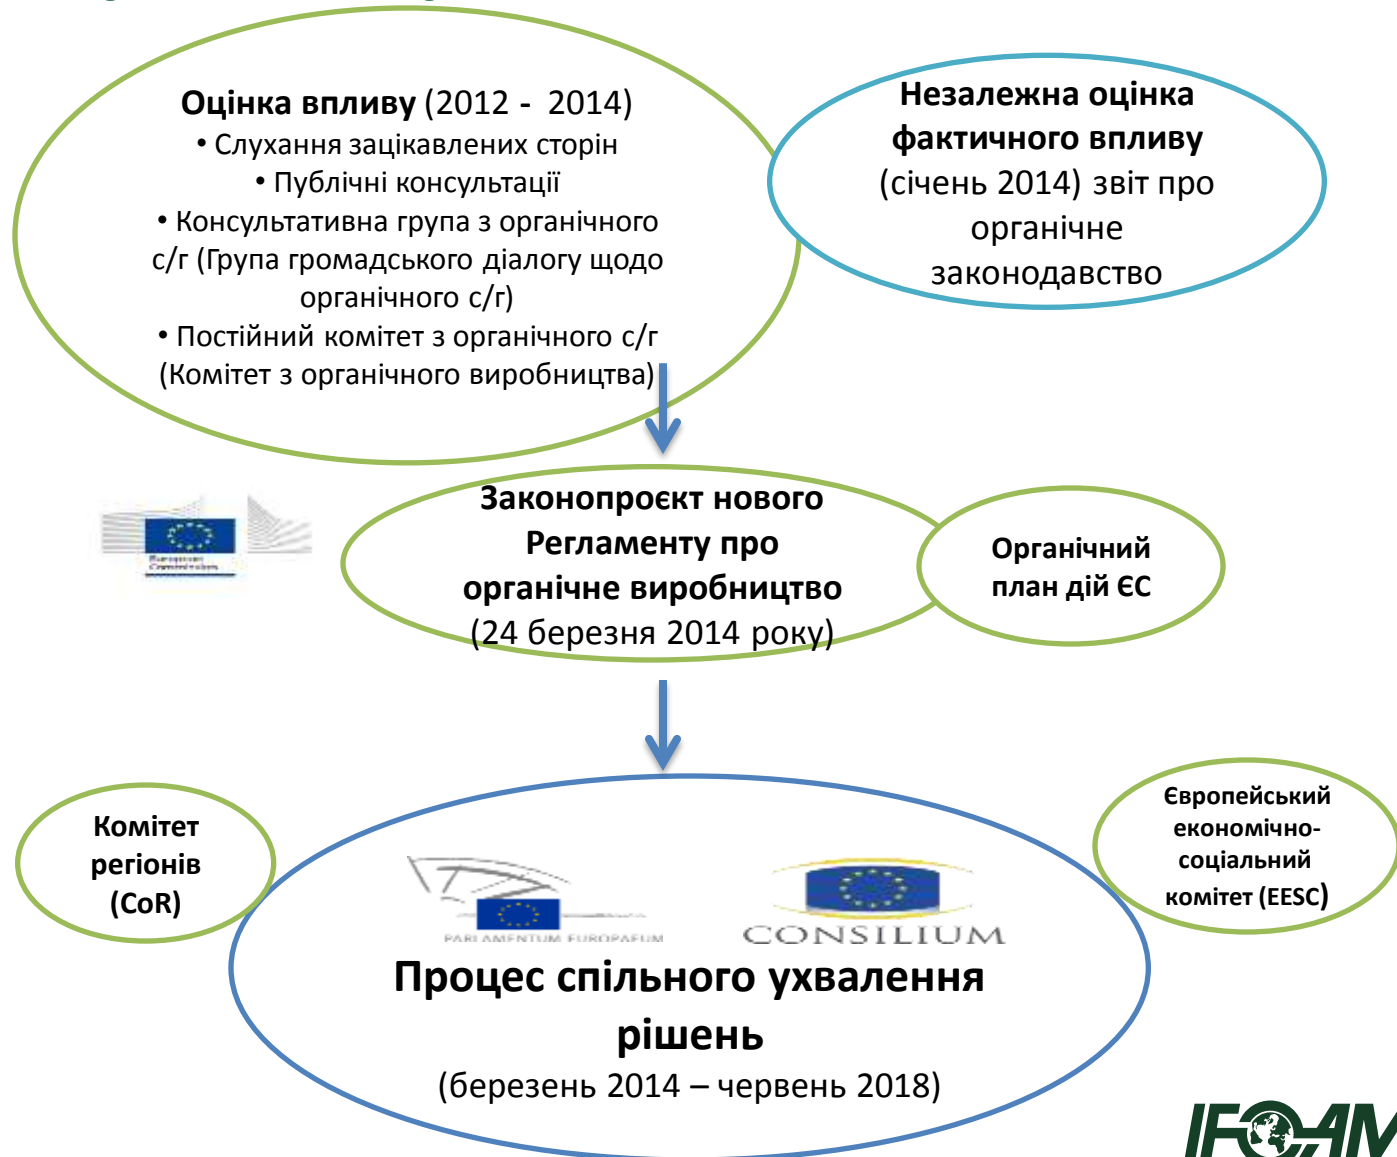 Оцінка впливу (2012 - 2014)
• Слухання зацікавлених сторін
• Публічні консультації
• Консультативна група з органічного
с/г (Група громадського діалогу щодо
органічного с/г)
• Постійний комітет з органічного с/г
(Комітет з органічного виробництва)
Незалежна оцінка
фактичного впливу
(січень 2014) звіт про
органічне
законодавство
Законопроєкт нового
Регламенту про
органічне виробництво
(24 березня 2014 року)
European
Commission
Органічний
план дій ЄС
Комітет
регіонів
(CoR)
Європейський
економічно-
соціальний
комітет (EESC)
PARLAMENTUM EUROPAEUM
CONSILIUM
Процес спільного ухвалення
рішень
(березень 2014 – червень 2018)
IFOAM